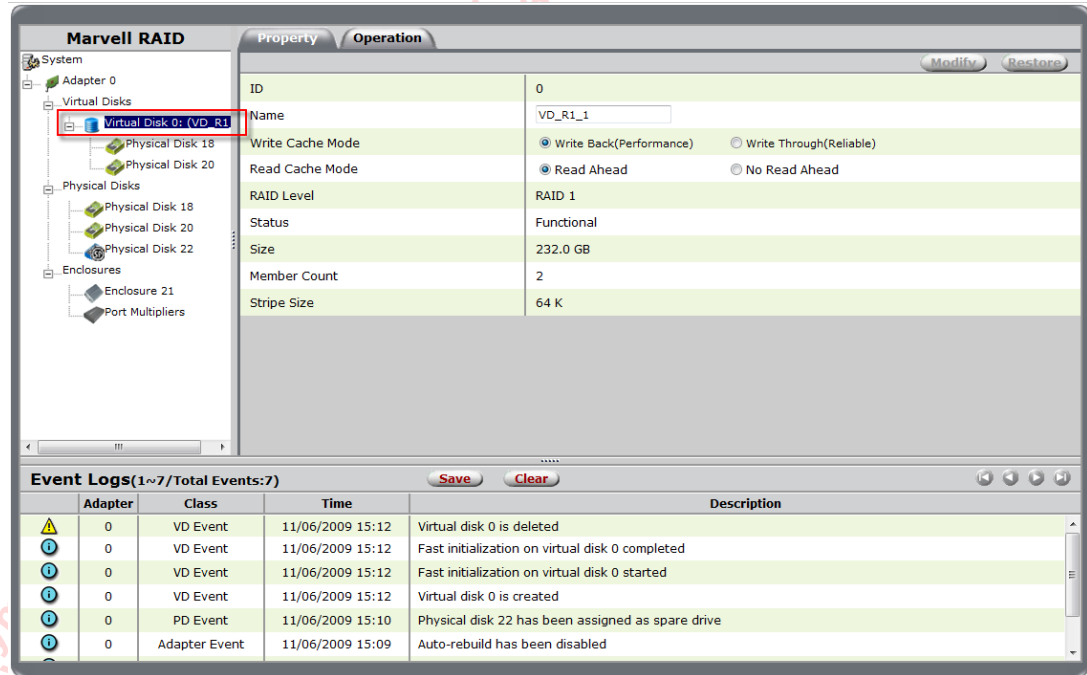 Marvell RAID
Property Operation
System
Adapter 0
Virtual Disks
Virtual Disk 0: (VD_R1
Physical Disk 18
Physical Disk 20
Physical Disks
Physical Disk 18
Physical Disk 20
Physical Disk 22
Enclosures
Enclosure 21
Port Multipliers
Modify Restore
ID 0
Name VD_R1_1
Write Cache Mode Write Back(Performance) Write Through(Reliable)
Read Cache Mode Read Ahead No Read Ahead
RAID Level RAID 1
Status Functional
Size 232.0 GB
Member Count 2
Stripe Size 64 K
Event Logs(1~7/Total Events:7) Save Clear
Adapter Class Time Description
0 VD Event 11/06/2009 15:12 Virtual disk 0 is deleted
0 VD Event 11/06/2009 15:12 Fast initialization on virtual disk 0 completed
0 VD Event 11/06/2009 15:12 Fast initialization on virtual disk 0 started
0 VD Event 11/06/2009 15:12 Virtual disk 0 is created
0 PD Event 11/06/2009 15:10 Physical disk 22 has been assigned as spare drive
0 Adapter Event 11/06/2009 15:09 Auto-rebuild has been disabled